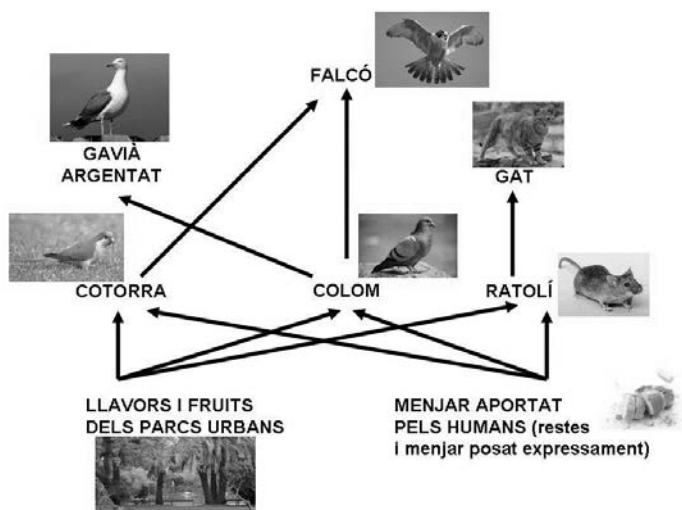 FALCÓ
GAVIÀ
ARGENTAT
GAT
COTORRA
COLOM
RATOLÍ
LLAVORS I FRUITS
DELS PARCS URBANS
MENJAR APORTAT
PELS HUMANS (restes
i menjar posat expressament)